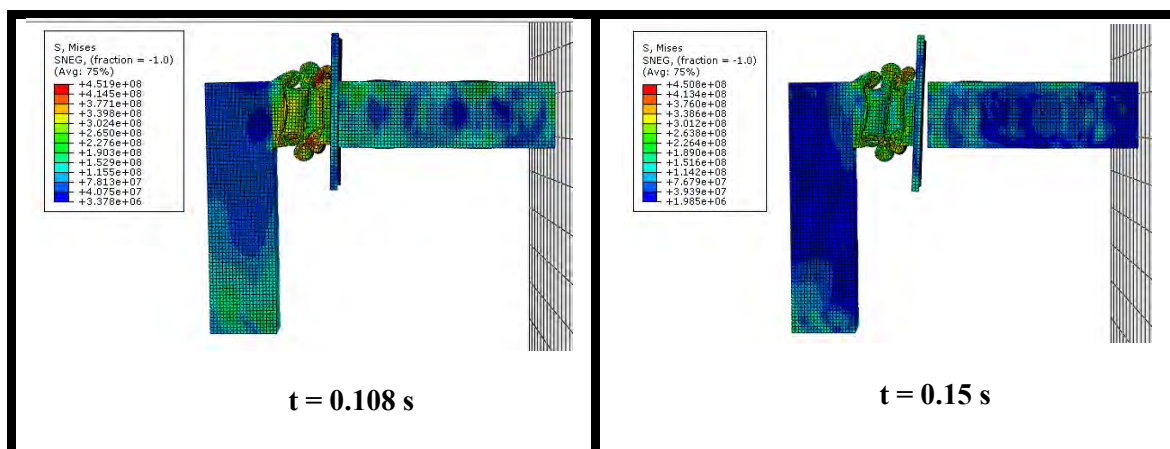 S, Mises
SNEG, (fraction = -1.0)
(Avg: 75%)
+4.519e+08
+4.145e+08
+3.771e+08
+3.398e+08
+3.024e+08
+2.650e+08
+2.276e+08
+1.903e+08
+1.529e+08
+1.155e+08
+7.813e+07
+4.075e+07
+3.378e+06
t = 0.108 s
S, Mises
SNEG, (fraction = -1.0)
(Avg: 75%)
+4.508e+08
+4.134e+08
+3.760e+08
+3.386e+08
+3.012e+08
+2.638e+08
+2.264e+08
+1.890e+08
+1.516e+08
+1.142e+08
+7.679e+07
+3.939e+07
+1.985e+06
t = 0.15 s